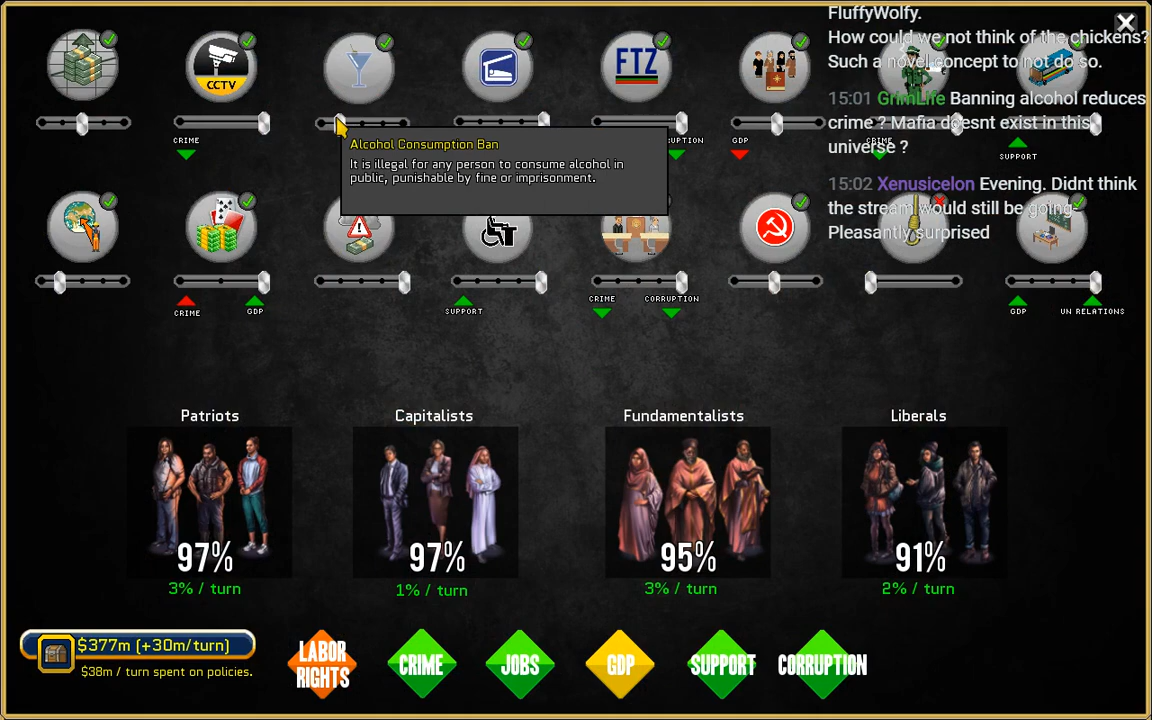 FluffyWolfy.
How could we not think of the chickens?
Such a novel concept to not do so.
15:01 GrimLife Banning alcohol reduces
crime ? Mafia doesnt exist in this
universe ?
15:02 Xenusicelon Evening. Didnt think
the stream would still be going
Pleasantly surprised
CCTV
FTZ
CRIME
Alcohol Consumption Ban
It is illegal for any person to consume alcohol in
public, punishable by fine or imprisonment.
GDP
CRIME
SUPPORT
CRIME
GDP
SUPPORT
CRIME
CORRUPTION
GDP
UN RELATIONS
Patriots
Capitalists
Fundamentalists
Liberals
97%
97%
95%
91%
3% / turn
1% / turn
3% / turn
2% / turn
$377m (+30m/turn)
$38m / turn spent on policies.
LABOR
RIGHTS
CRIME
JOBS
GDP
SUPPORT
CORRUPTION